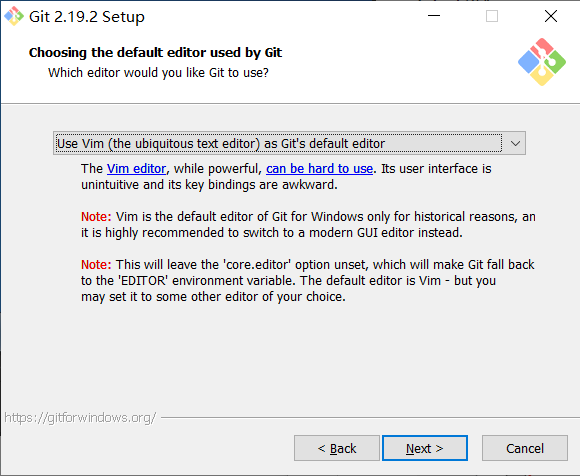 Git 2.19.2 Setup
Choosing the default editor used by Git
Which editor would you like Git to use?
Use Vim (the ubiquitous text editor) as Git's default editor
The Vim editor, while powerful, can be hard to use. Its user interface is
unintuitive and its key bindings are awkward.
Note: Vim is the default editor of Git for Windows only for historical reasons, an
it is highly recommended to switch to a modern GUI editor instead.
Note: This will leave the 'core.editor' option unset, which will make Git fall back
to the 'EDITOR' environment variable. The default editor is Vim - but you
may set it to some other editor of your choice.
https://gitforwindows.org/
< Back
Next >
Cancel